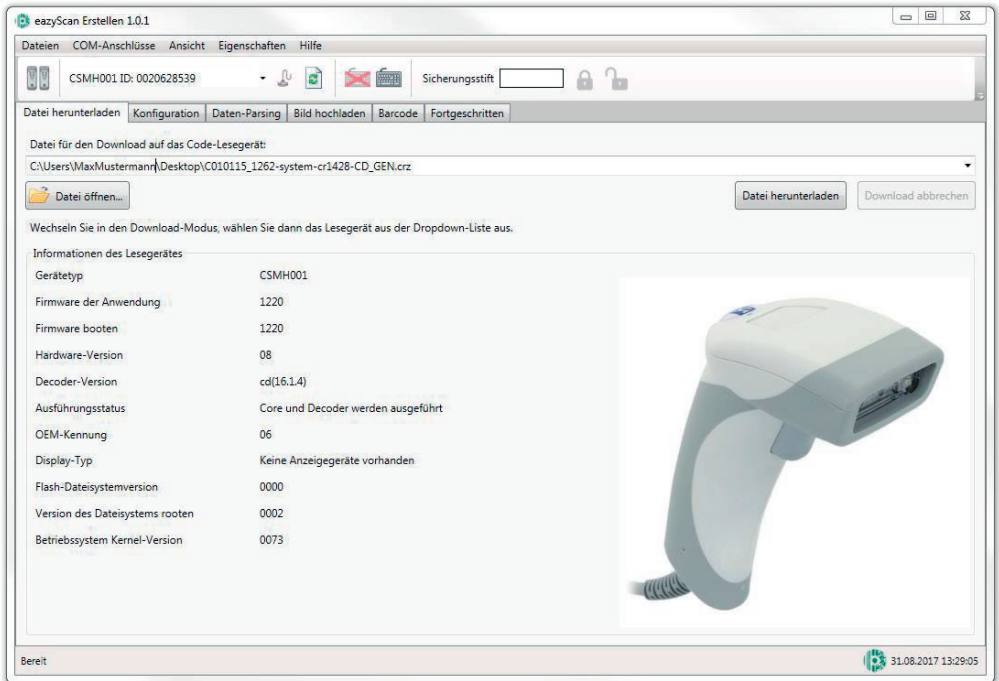 eazyScan Erstellen 1.0.1
Dateien COM-Anschlüsse Ansicht Eigenschaften Hilfe
CSMH001 ID: 0020628539 Sicherungsstift
Datei herunterladen Konfiguration Daten-Parsing Bild hochladen Barcode Fortgeschritten
Datei für den Download auf das Code-Lesegerät:
C:\Users\MaxMustermann\Desktop\C010115_1262-system-cr1428-CD_GEN.crz
Datei öffnen... Datei herunterladen Download abbrechen
Wechseln Sie in den Download-Modus, wählen Sie dann das Lesegerät aus der Dropdown-Liste aus.
Informationen des Lesegerätes
Gerätetyp CSMH001
Firmware der Anwendung 1220
Firmware booten 1220
Hardware-Version 08
Decoder-Version cd(16.1.4)
Ausführungsstatus Core und Decoder werden ausgeführt
OEM-Kennung 06
Display-Typ Keine Anzeigegeräte vorhanden
Flash-Dateisystemversion 0000
Version des Dateisystems rooten 0002
Betriebssystem Kernel-Version 0073
Bereit 31.08.2017 13:29:05